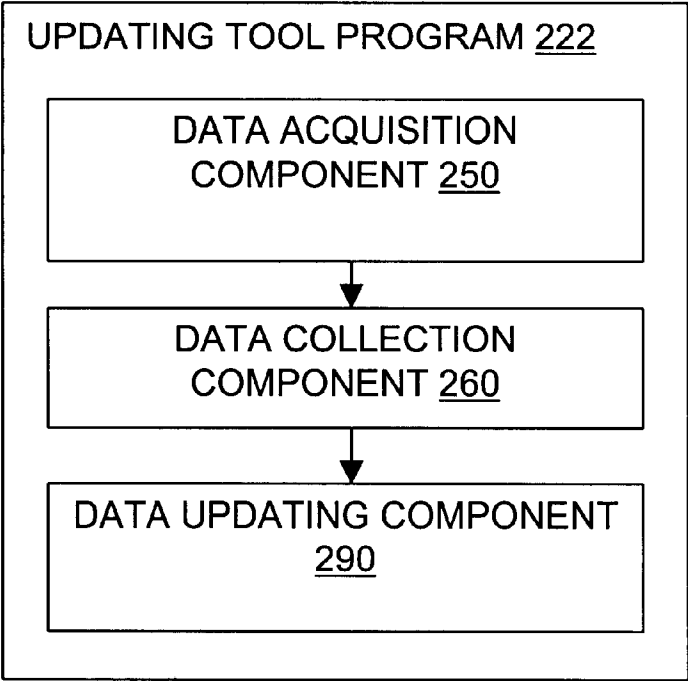 UPDATING TOOL PROGRAM 222
DATA ACQUISITION
COMPONENT 250
DATA COLLECTION
COMPONENT 260
DATA UPDATING COMPONENT
290